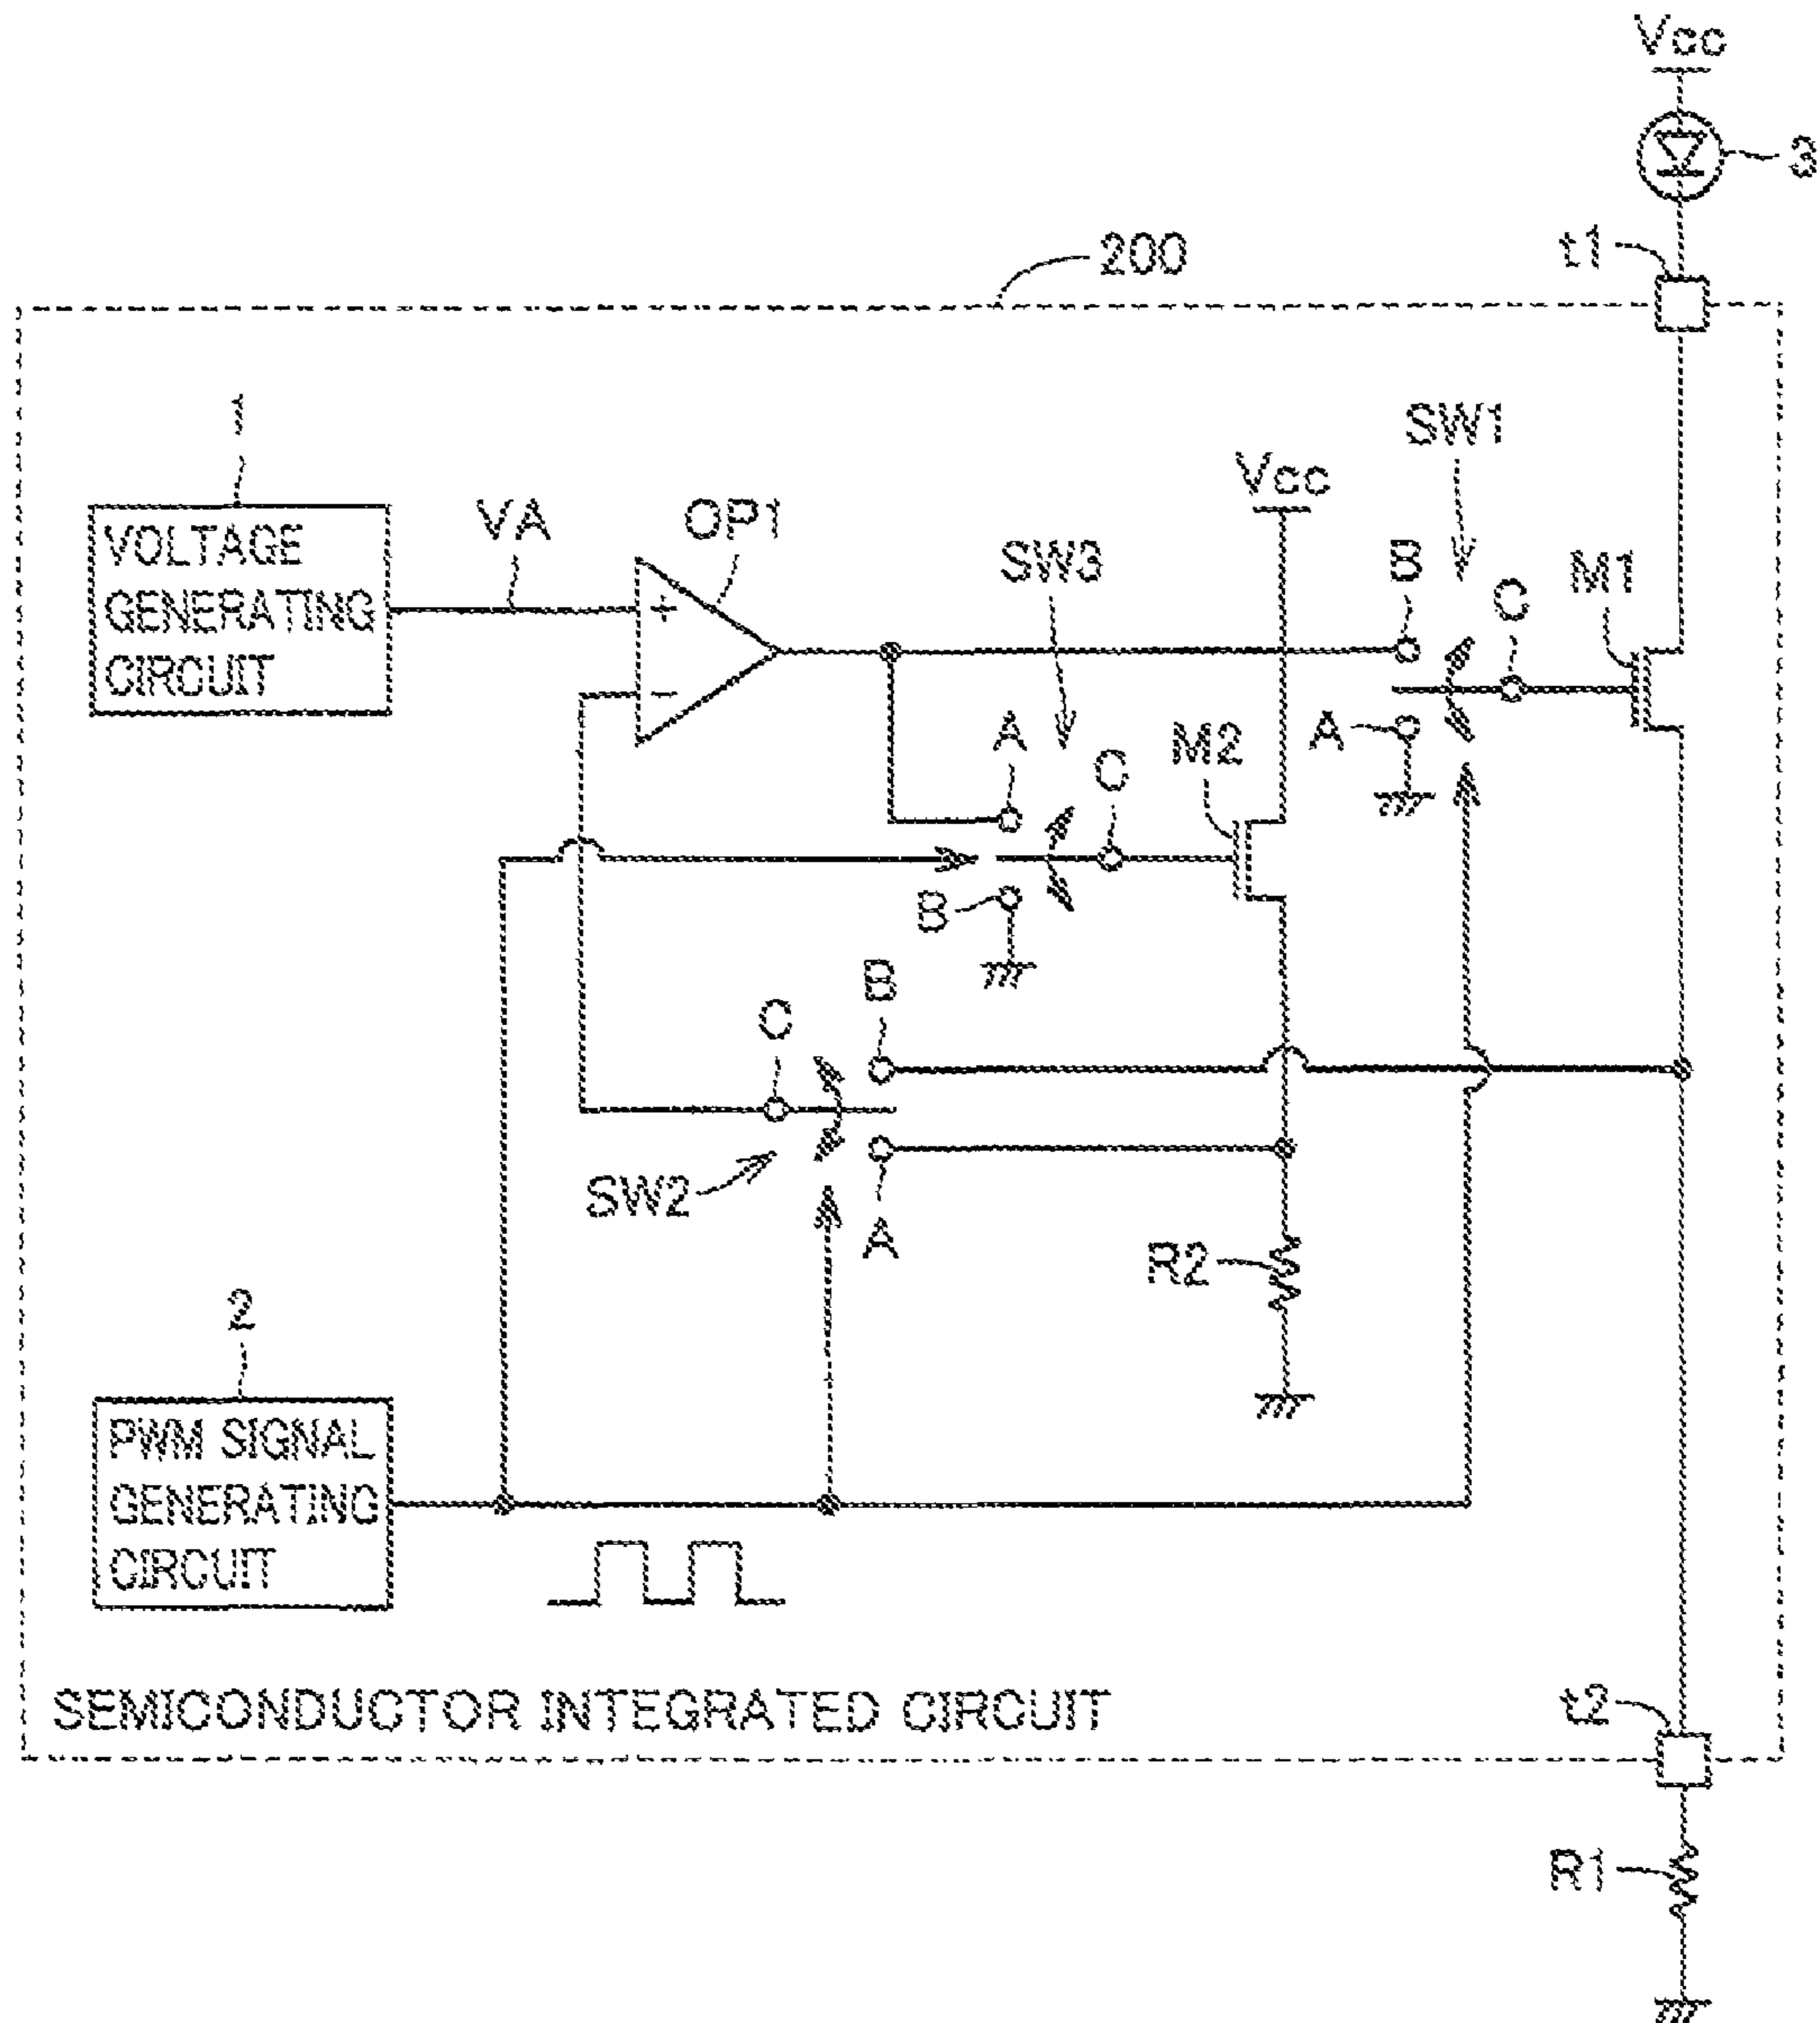 Vcc
3
t1
200
1
SW1
Vcc
VOLTAGE
GENERATING
CIRCUIT
VA
OP1
SW3
B
C
M1
+
-
A
C
M2
A
B
B
C
SW2
A
R2
2
PWM SIGNAL
GENERATING
CIRCUIT
SEMICONDUCTOR INTEGRATED CIRCUIT
t2
R1